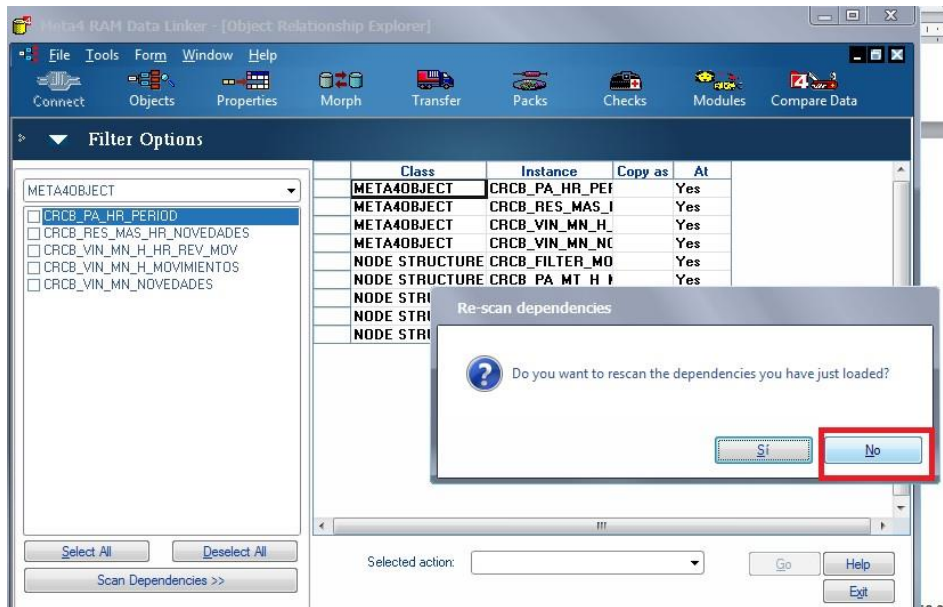 Meta4 RAM Data Linker - [Object Relationship Explorer]
File Tools Form Window Help
Connect Objects Properties Morph Transfer Packs Checks Modules Compare Data
Filter Options
META4OBJECT
CRCB_PA_HR_PERIOD
CRCB_RES_MAS_HR_NOVEDADES
CRCB_VIN_MN_H_HR_REV_MOV
CRCB_VIN_MN_H_MOVIMIENTOS
CRCB_VIN_MN_NOVEDADES
Class Instance Copy as At
META4OBJECT CRCB_PA_HR_PER Yes
META4OBJECT CRCB_RES_MAS_ Yes
META4OBJECT CRCB_VIN_MN_H_ Yes
META4OBJECT CRCB_VIN_MN_NO Yes
NODE STRUCTURE CRCB_FILTER_MO Yes
NODE STRUCTURE CRCB_PA_MT_H_ Yes
NODE STRU
NODE STRU
NODE STRU
Re-scan dependencies
Do you want to rescan the dependencies you have just loaded?
Sí No
Select All Deselect All
Scan Dependencies >>
Selected action: Go Help
Exit